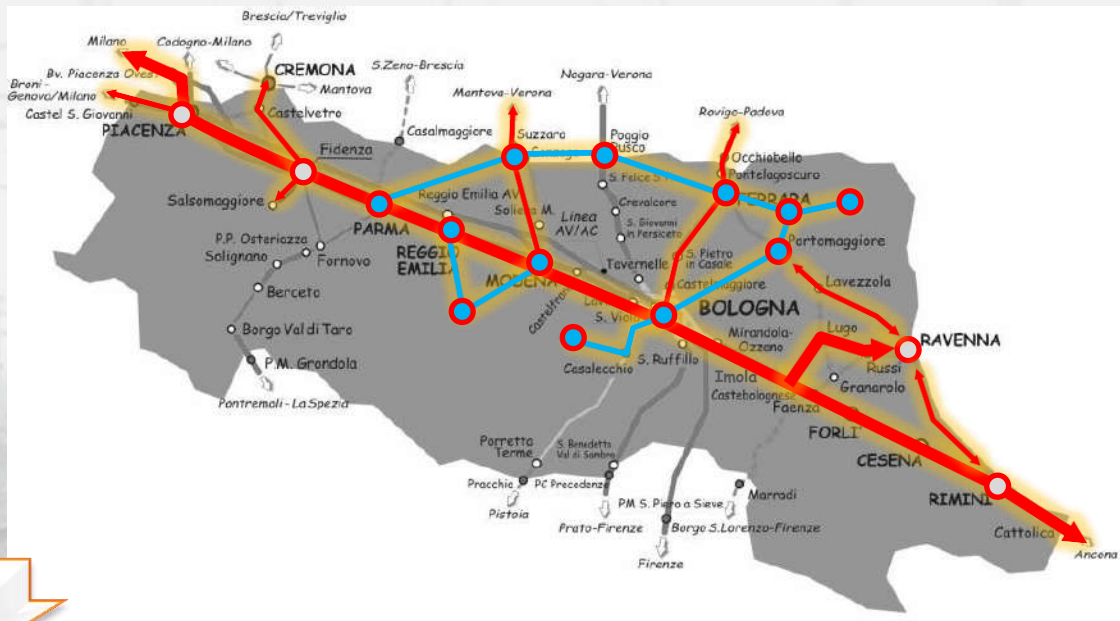 Brescia/Treviglio
Milano
Codogno-Milano
S.Zeno-Brescia
Nogara-Verona
Bv. Piacenza Ovest
CREMONA
Mantova
Broni-
Genova/Milano
Mantova-Verona
Castel S. Giovanni
Castelvetro
Rovigo-Padova
PIACENZA
Casalmaggiore
Suzzara
Poggio
Rusco
Fidenza
Occhiobello
Pontelagoscuro
S. Felice S.P.
Salsomaggiore
Reggio Emilia AV
FERRARA
PARMA
Soliera M.
Crevalcore
Linea
AV/AC
S. Giovanni
in Persiceto
P.P. Osteriazza
Solignano
Fornovo
REGGIO
EMILIA
MODENA
Tavernelle
S. Pietro
in Casale
Portomaggiore
Castelmaggiore
Lavezzola
Berceto
Castelfranco
S. Viola
BOLOGNA
Borgo Val di Taro
Mirandola-
Ozzano
Lugo
RAVENNA
P.M. Grondola
Casalecchio
S. Ruffillo
Imola
Russi
Granarolo
Castelbolognese
Faenza
Pontremoli-La Spezia
FORLI'
CESENA
Porretta
Terme
S. Benedetto
Val di Sambro
RIMINI
Pracchia
PC Precedenze
Marradi
Pistoia
PM S. Piero a Sieve
Prato-Firenze
Borgo S.Lorenzo-Firenze
Cattolica
Ancona
Firenze